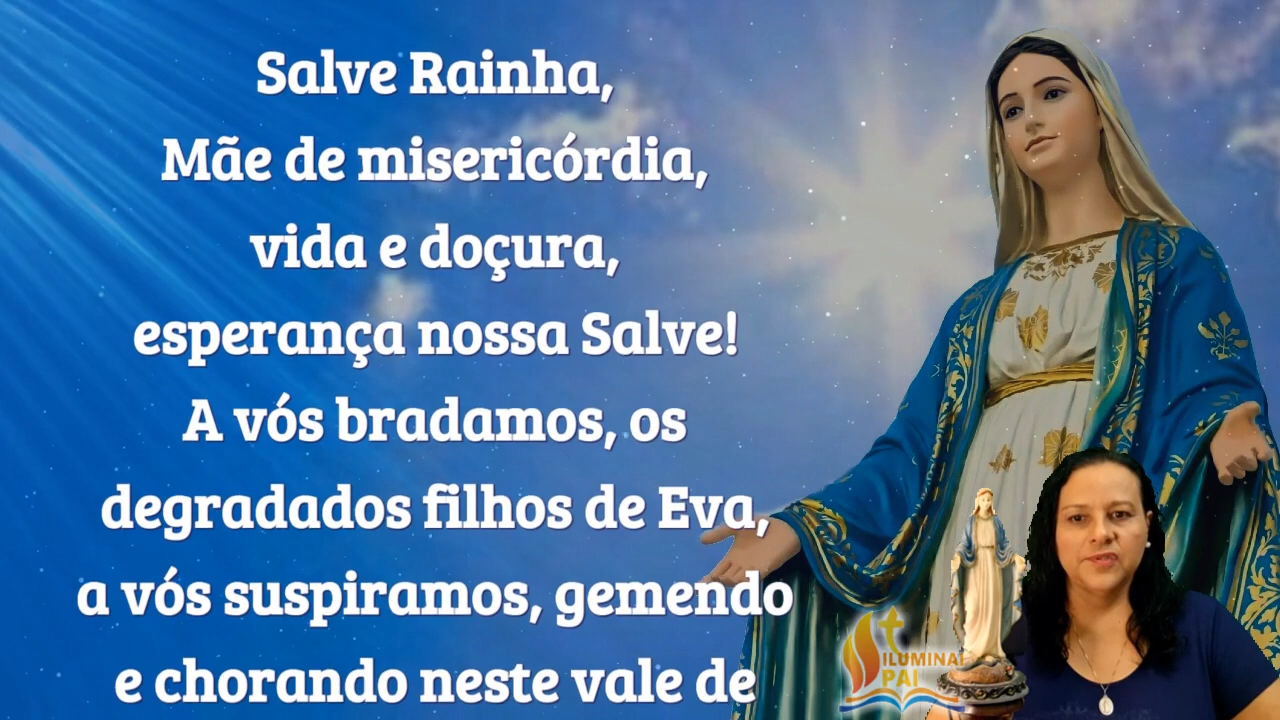 Salve Rainha,
Mãe de misericórdia,
vida e doçura,
esperança nossa Salve!
A vós bradamos, os
degradados filhos de Eva,
a vós suspiramos, gemendo
e chorando neste vale de
ILUMINAI
PAI